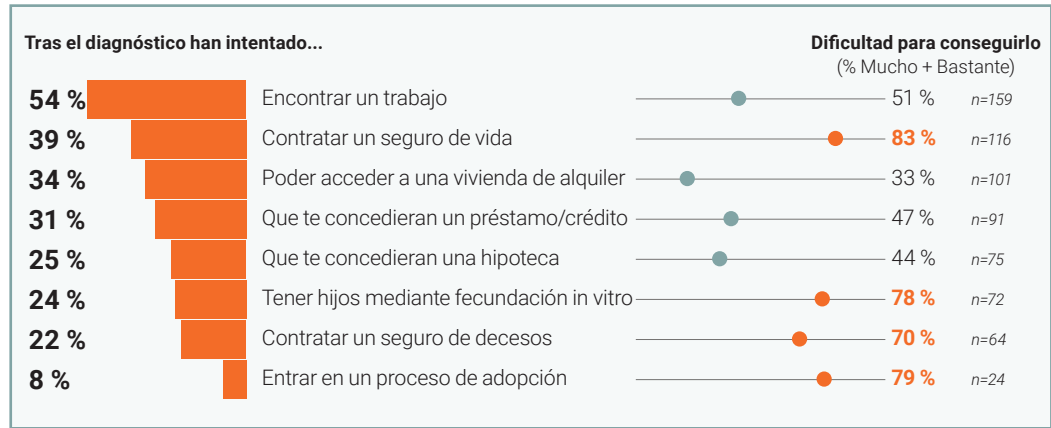 Tras el diagnóstico han intentado... Dificultad para conseguirlo
(% Mucho + Bastante)
54 % Encontrar un trabajo 51 % n=159
39 % Contratar un seguro de vida 83 % n=116
34 % Poder acceder a una vivienda de alquiler 33 % n=101
31 % Que te concedieran un préstamo/crédito 47 % n=91
25 % Que te concedieran una hipoteca 44 % n=75
24 % Tener hijos mediante fecundación in vitro 78 % n=72
22 % Contratar un seguro de decesos 70 % n=64
8 % Entrar en un proceso de adopción 79 % n=24